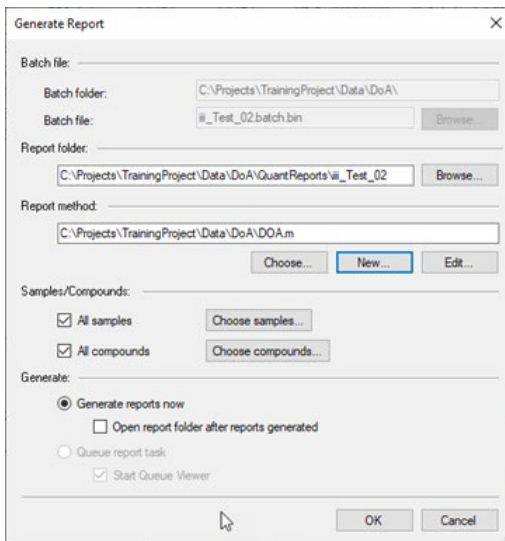 Generate Report
Batch file:
Batch folder: C:\Projects\TrainingProject\Data\DoA\
Batch file: iii_Test_02.batch.bin Browse...
Report folder:
C:\Projects\TrainingProject\Data\DoA\QuantReports\iii_Test_02 Browse...
Report method:
C:\Projects\TrainingProject\Data\DoA\DOA.m
Choose... New... Edit...
Samples/Compounds:
All samples Choose samples...
All compounds Choose compounds...
Generate:
Generate reports now
Open report folder after reports generated
Queue report task
Start Queue Viewer
OK Cancel